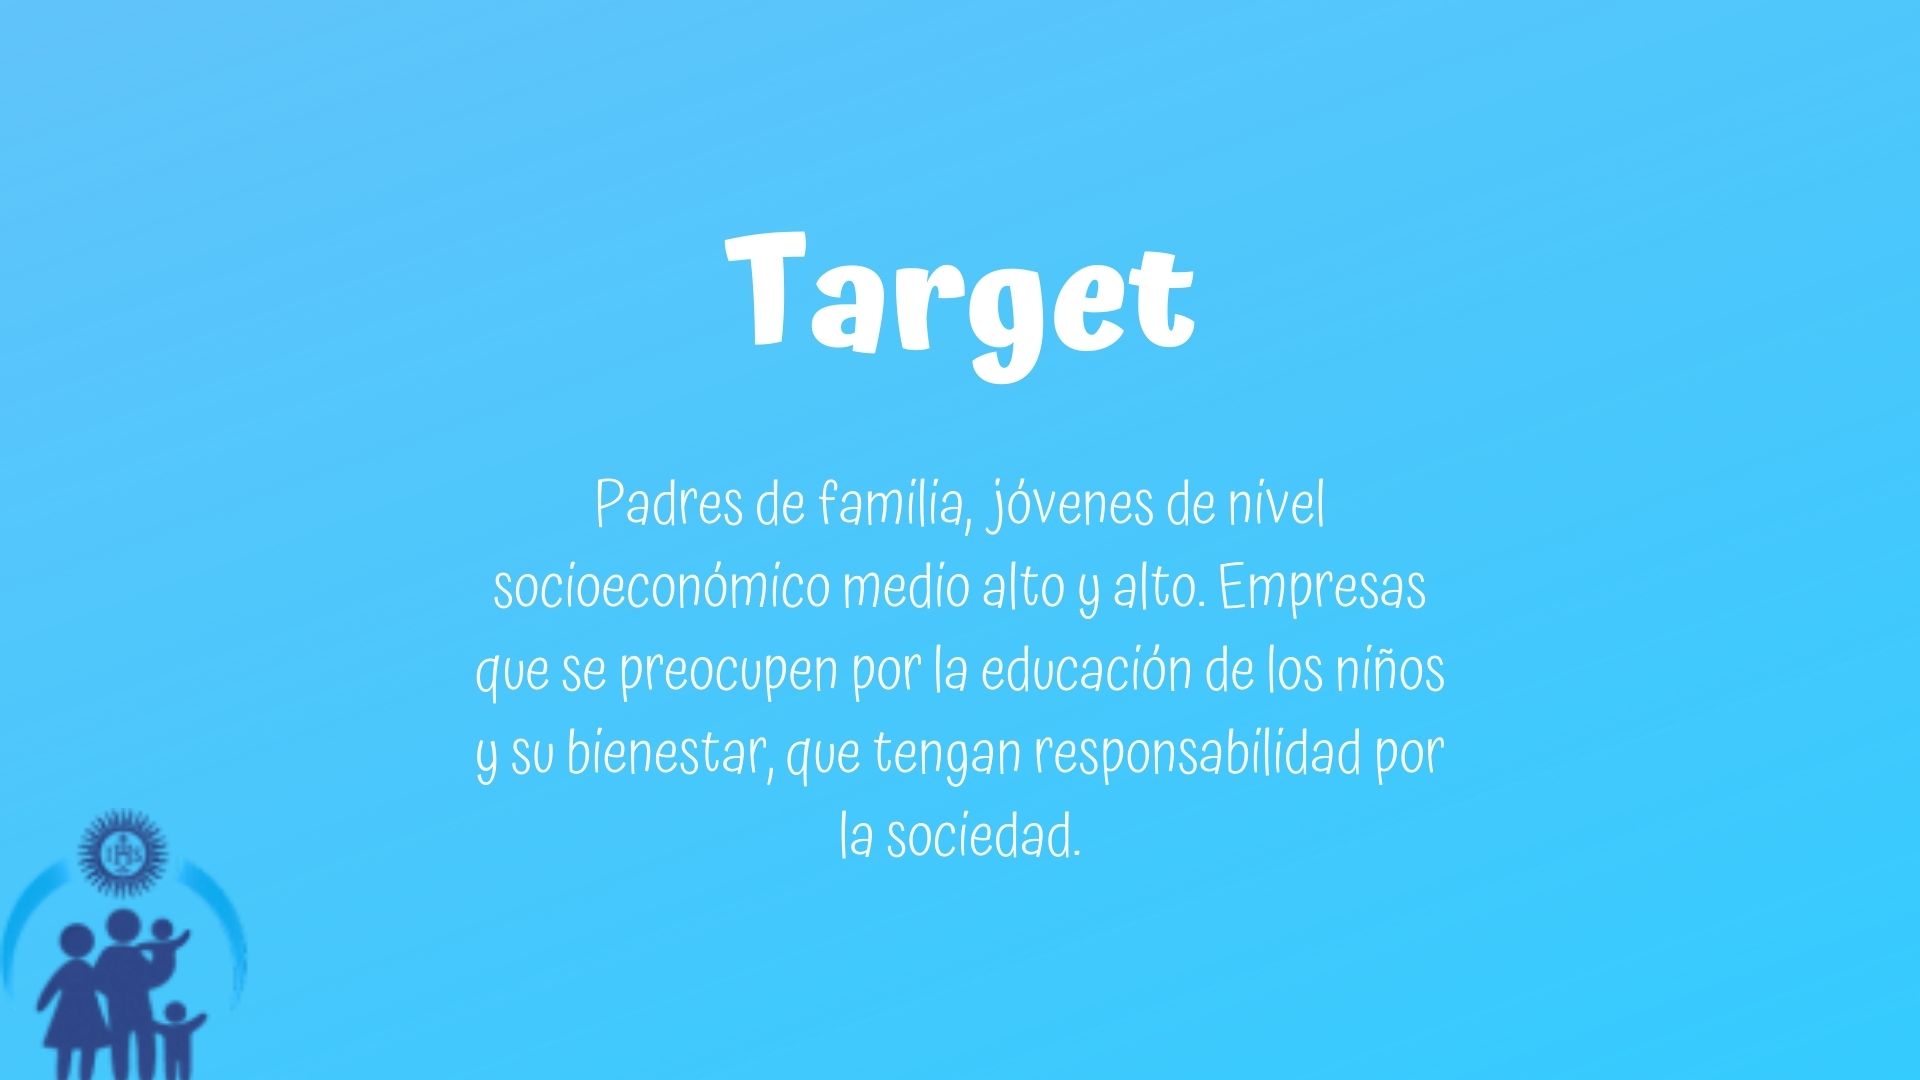 Target
Padres de familia, jóvenes de nivel
socioeconómico medio alto y alto. Empresas
que se preocupen por la educación de los niños
y su bienestar, que tengan responsabilidad por
la sociedad.
IHS